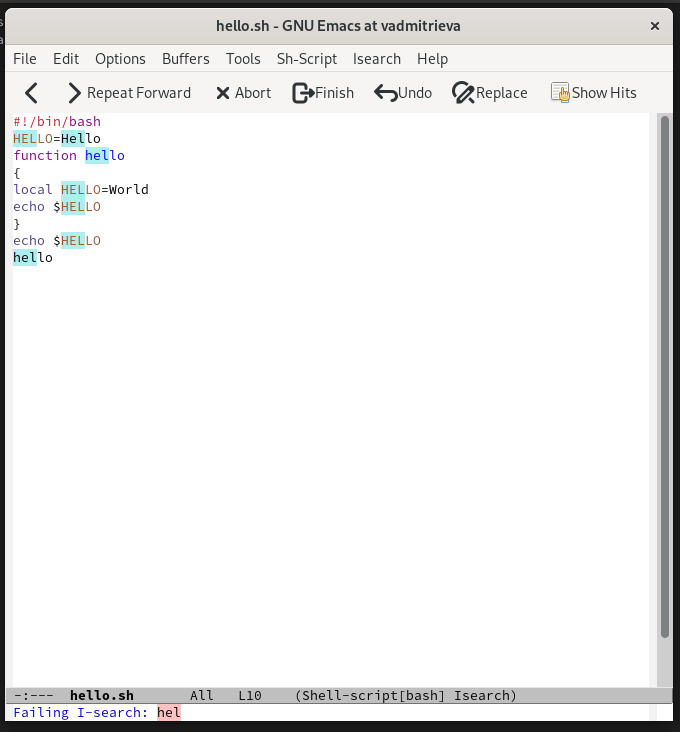 hello.sh - GNU Emacs at vadmitrieva
File Edit Options Buffers Tools Sh-Script Isearch Help
Repeat Forward Abort Finish Undo Replace Show Hits
#!/bin/bash
HELLO=Hello
function hello
{
local HELLO=World
echo $HELLO
}
echo $HELLO
hello
-:--- hello.sh All L10 (Shell-script[bash] Isearch)
Failing I-search: hel